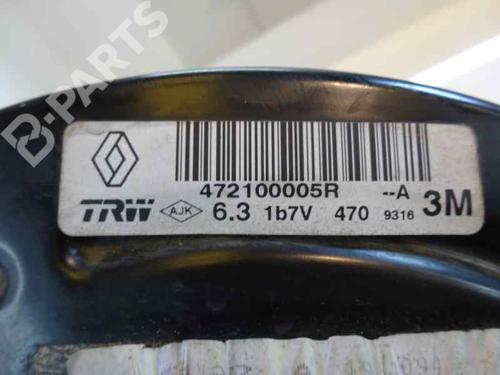 B-PARTS
472100005R --A
TRW AJK 6.3 1b7V 470 9316 3M